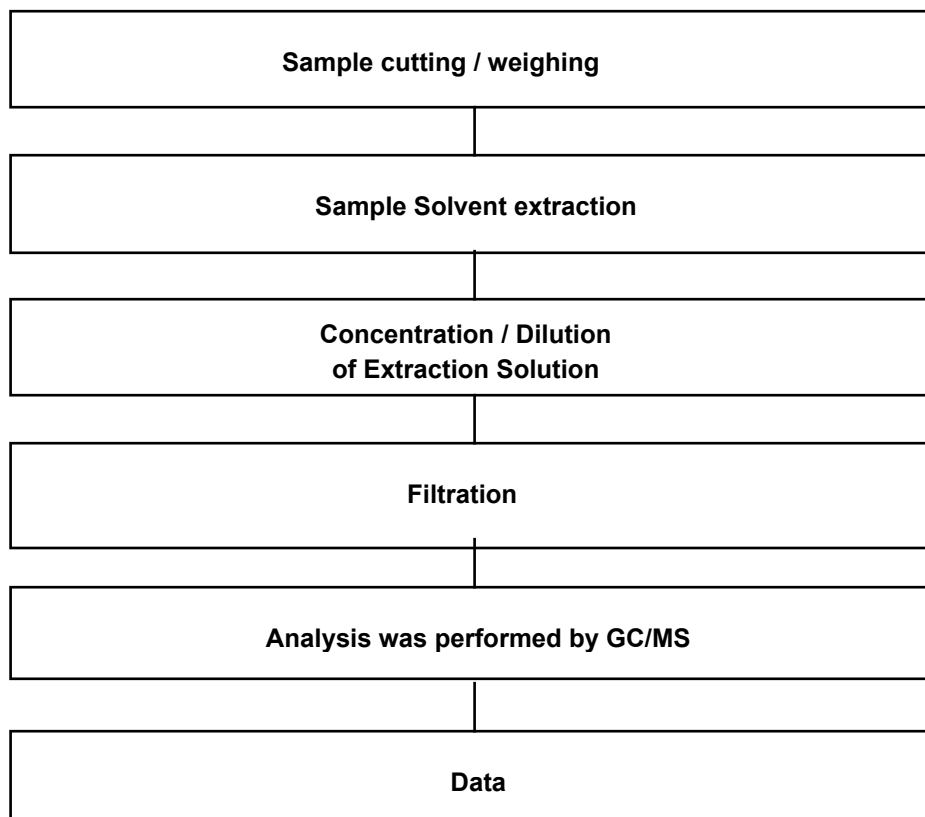 Sample cutting / weighing
Sample Solvent extraction
Concentration / Dilution
of Extraction Solution
Filtration
Analysis was performed by GC/MS
Data